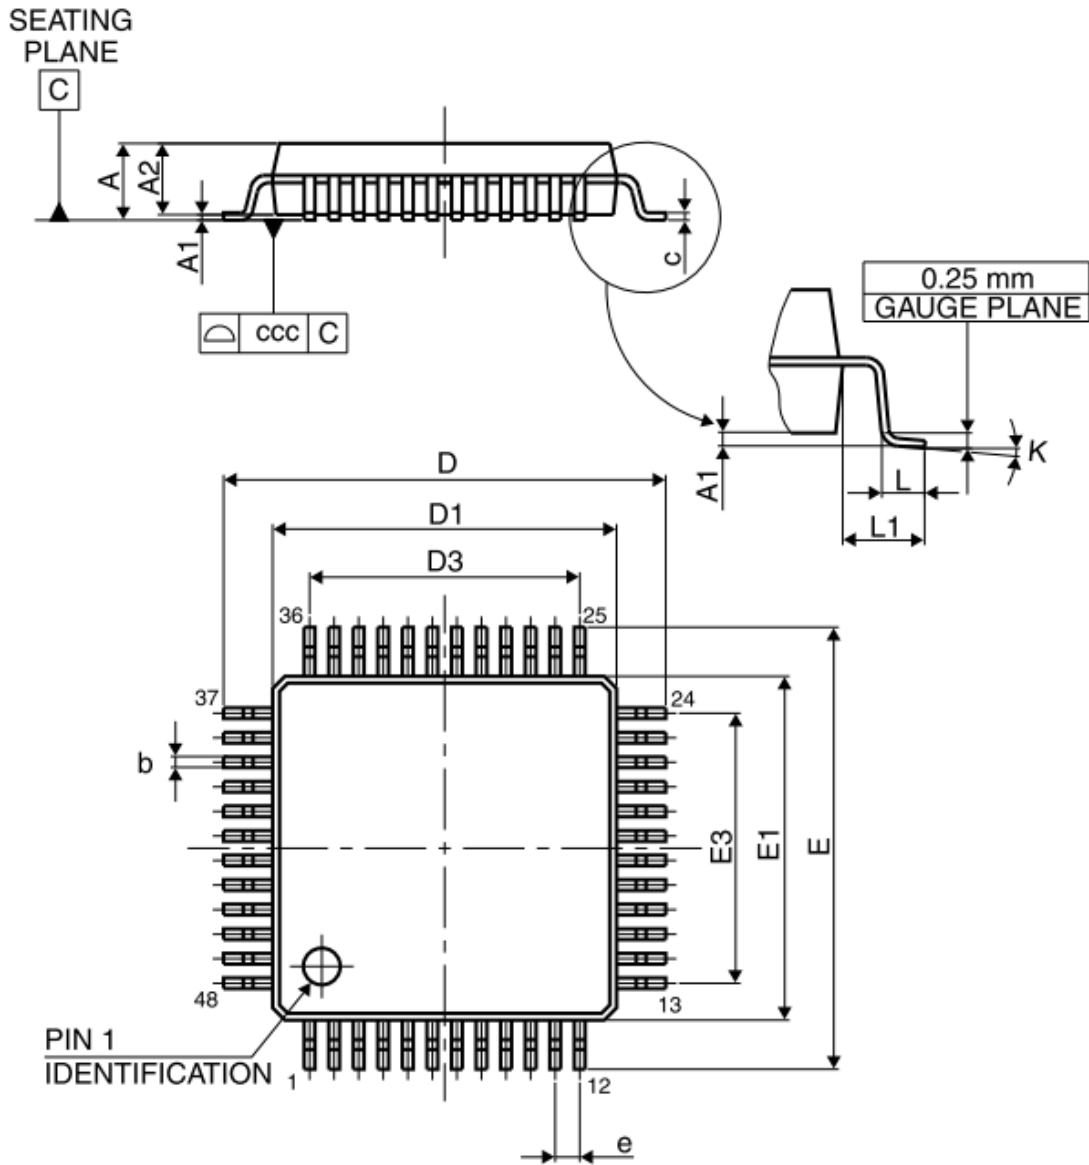 SEATING
PLANE
C
A
A2
A1
c
ccc C
0.25 mm
GAUGE PLANE
A1
K
L
L1
D
D1
D3
36
25
37
24
b
E3
E1
E
48
13
PIN 1
IDENTIFICATION
1
12
e